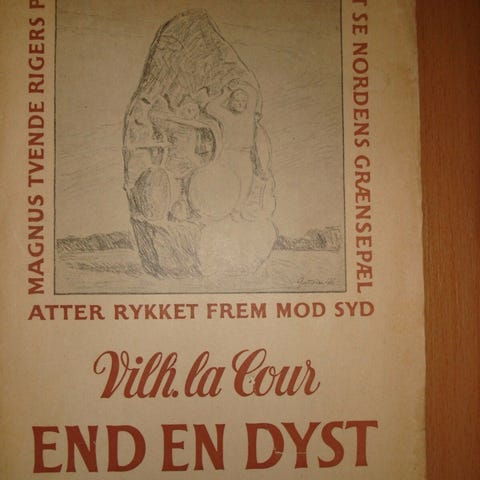 MAGNUS TVENDE RIGERS
SE NORDENS GRÆNSEPÆL
ATTER RYKKET FREM MOD SYD
Vilh. la Cour
END EN DYST